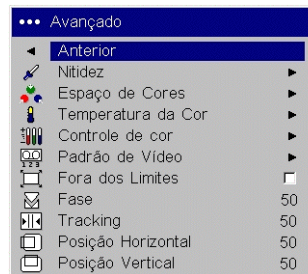 Avançado
Anterior
Nitidez
Espaço de Cores
Temperatura da Cor
Controle de cor
Padrão de Vídeo
Fora dos Limites
Fase 50
Tracking 50
Posição Horizontal 50
Posição Vertical 50